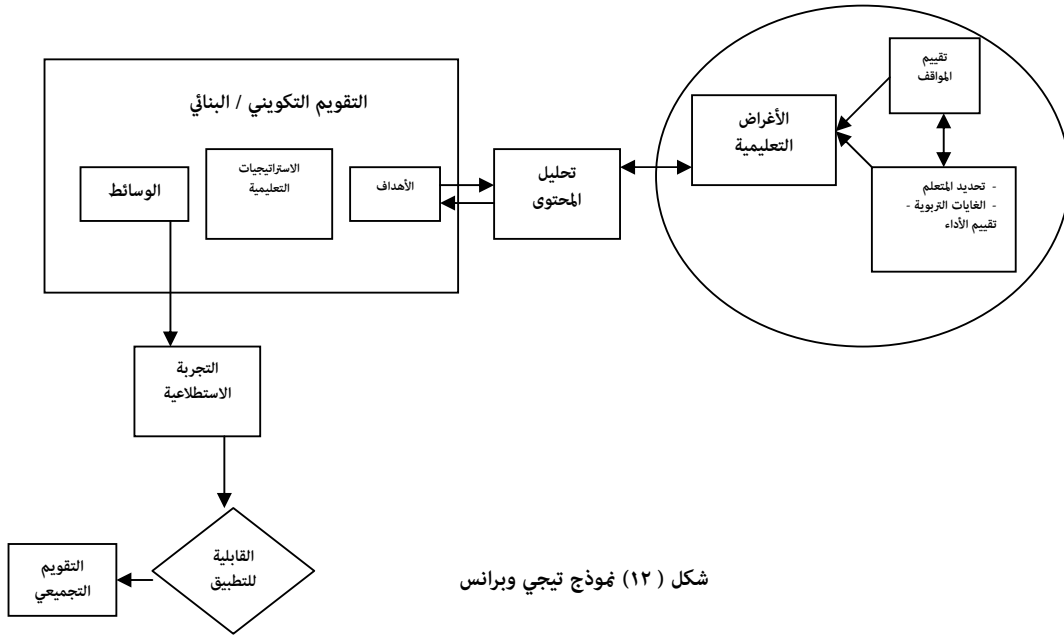 تقييم
المواقف
الأغراض
التعليمية
- تحديد المتعلم
- الغايات التربوية -
تقييم الأداء
تحليل
المحتوى
التقويم التكويني / البنائي
الأهداف
الاستراتيجيات
التعليمية
الوسائط
التجربة
الاستطلاعية
القابلية
للتطبيق
التقويم
التجميعي
شكل ( ١٢) نموذج تيجي وبرانس